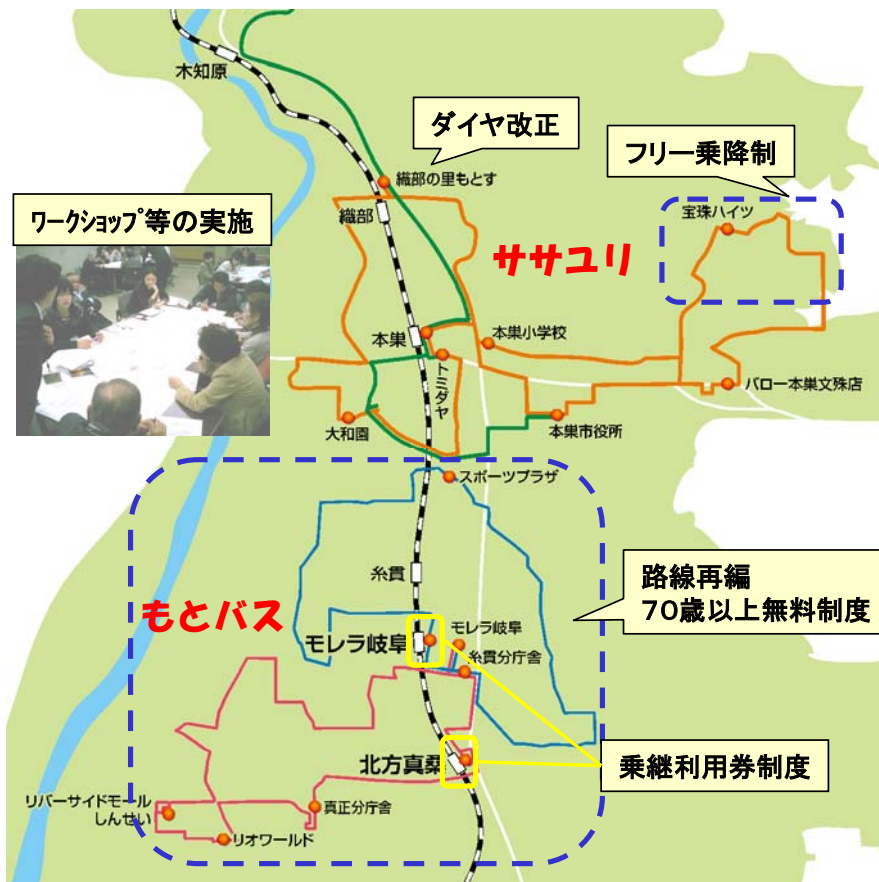 木知原
ダイヤ改正
フリー乗降制
織部の里もとす
ワークショップ等の実施
織部
宝珠ハイツ
ササユリ
本巣
本巣小学校
トミダヤ
バロー本巣文殊店
大和園
本巣市役所
スポーツプラザ
糸貫
路線再編
70歳以上無料制度
もとバス
モレラ岐阜
モレラ岐阜
糸貫分庁舎
北方真桑
乗継利用券制度
リバーサイドモール
しんせい
真正分庁舎
リオワールド